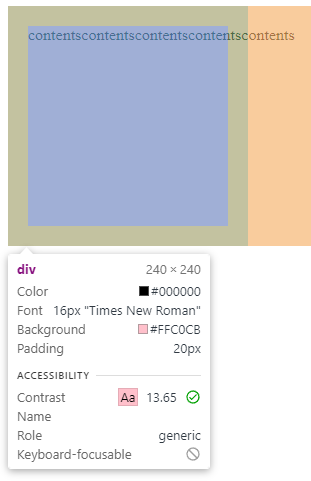 contentscontentscontentscontentscontents
div 240 × 240
Color #000000
Font 16px "Times New Roman"
Background #FFC0CB
Padding 20px
ACCESSIBILITY
Contrast Aa 13.65
Name
Role generic
Keyboard-focusable